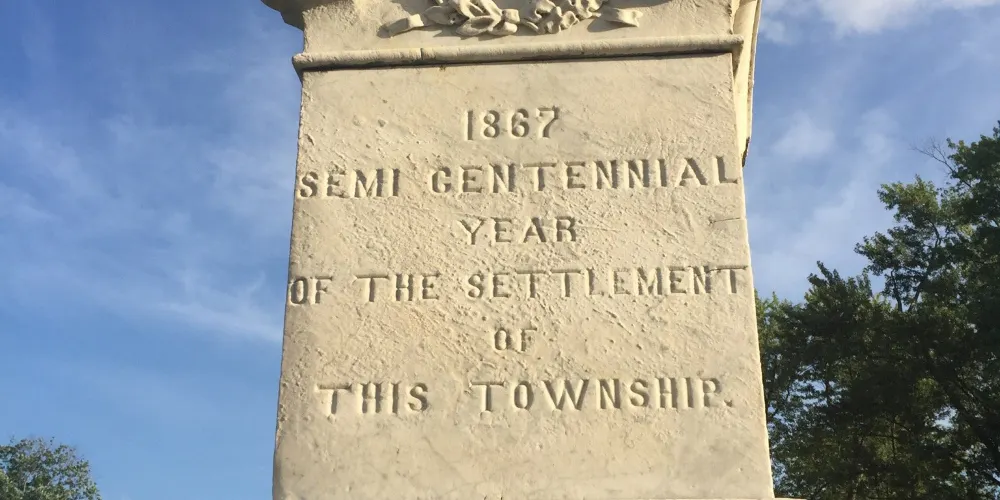 1867
SEMI CENTENNIAL
YEAR
OF THE SETTLEMENT
OF
THIS TOWNSHIP.